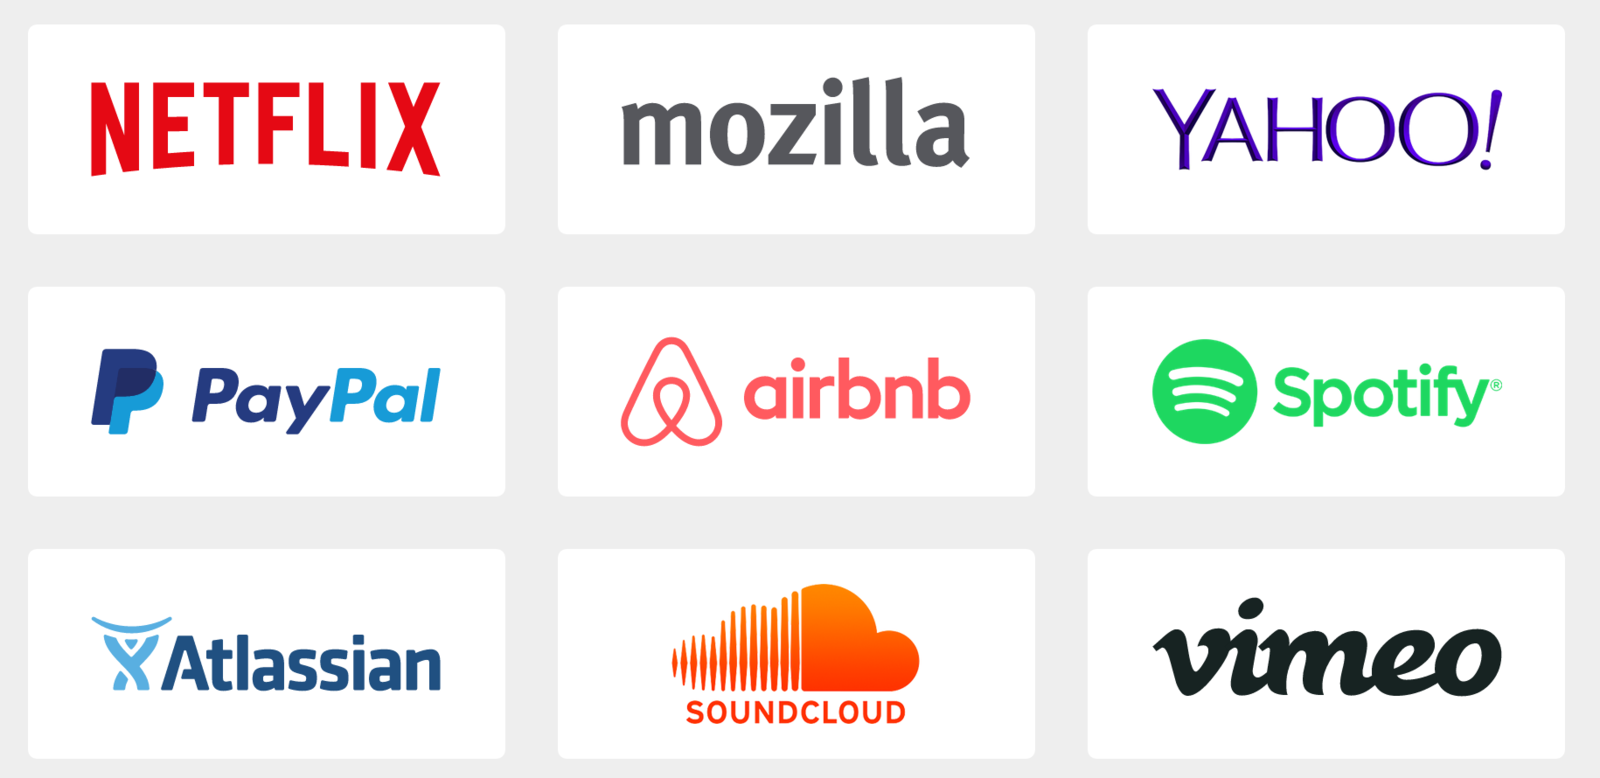 NETFLIX
mozilla
YAHOO!
PayPal
airbnb
Spotify®
Atlassian
SOUNDCLOUD
vimeo